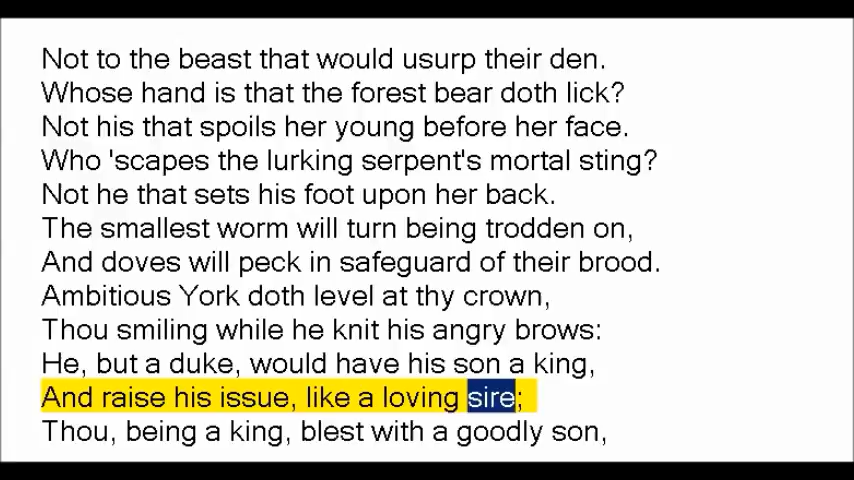 Not to the beast that would usurp their den.
Whose hand is that the forest bear doth lick?
Not his that spoils her young before her face.
Who 'scapes the lurking serpent's mortal sting?
Not he that sets his foot upon her back.
The smallest worm will turn being trodden on,
And doves will peck in safeguard of their brood.
Ambitious York doth level at thy crown,
Thou smiling while he knit his angry brows:
He, but a duke, would have his son a king,
And raise his issue, like a loving sire;
Thou, being a king, blest with a goodly son,